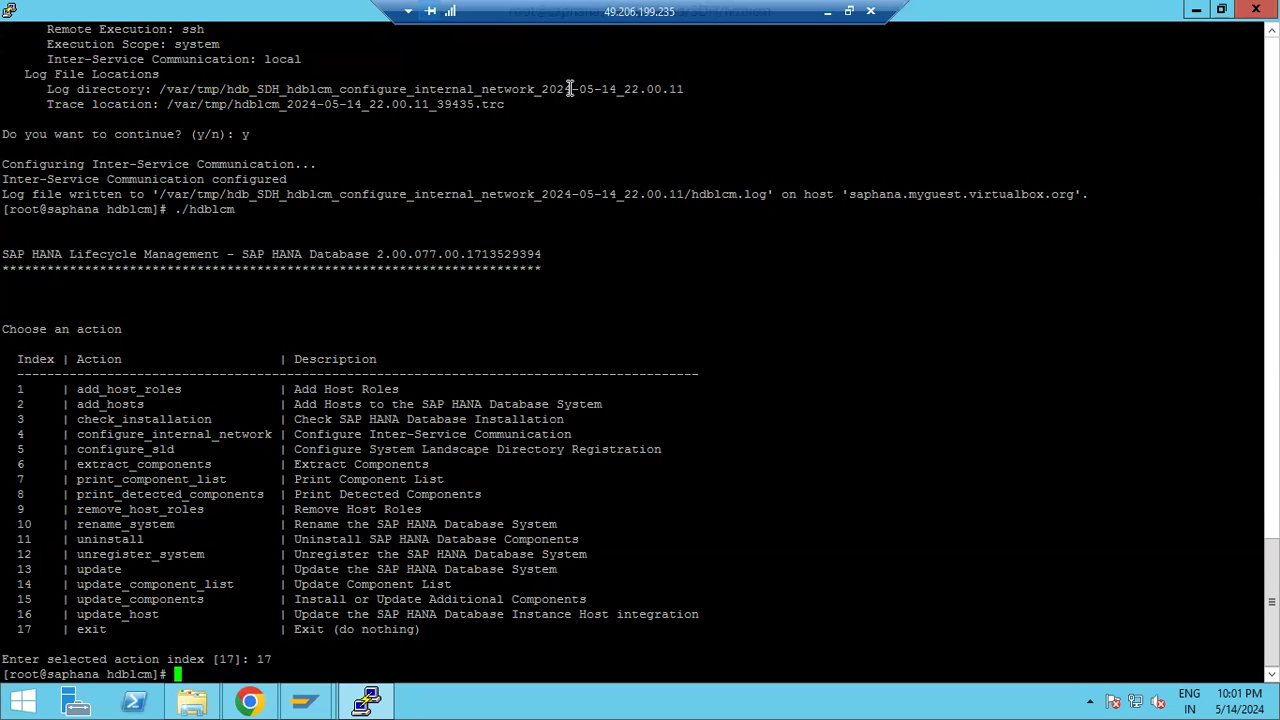 49.206.199.235
Remote Execution: ssh
Execution Scope: system
Inter-Service Communication: local
Log File Locations
Log directory: /var/tmp/hdb_SDH_hdblcm_configure_internal_network_2024-05-14_22.00.11
Trace location: /var/tmp/hdblcm_2024-05-14_22.00.11_39435.trc
Do you want to continue? (y/n): y
Configuring Inter-Service Communication...
Inter-Service Communication configured
Log file written to '/var/tmp/hdb_SDH_hdblcm_configure_internal_network_2024-05-14_22.00.11/hdblcm.log' on host 'saphana.myguest.virtualbox.org'.
[root@saphana hdblcm]# ./hdblcm
SAP HANA Lifecycle Management - SAP HANA Database 2.00.077.00.1713529394
************************************************************************
Choose an action
Index | Action | Description
1 | add_host_roles | Add Host Roles
2 | add_hosts | Add Hosts to the SAP HANA Database System
3 | check_installation | Check SAP HANA Database Installation
4 | configure_internal_network | Configure Inter-Service Communication
5 | configure_sld | Configure System Landscape Directory Registration
6 | extract_components | Extract Components
7 | print_component_list | Print Component List
8 | print_detected_components | Print Detected Components
9 | remove_host_roles | Remove Host Roles
10 | rename_system | Rename the SAP HANA Database System
11 | uninstall | Uninstall SAP HANA Database Components
12 | unregister_system | Unregister the SAP HANA Database System
13 | update | Update the SAP HANA Database System
14 | update_component_list | Update Component List
15 | update_components | Install or Update Additional Components
16 | update_host | Update the SAP HANA Database Instance Host integration
17 | exit | Exit (do nothing)
Enter selected action index [17]: 17
[root@saphana hdblcm]#
ENG
IN
10:01 PM
5/14/2024